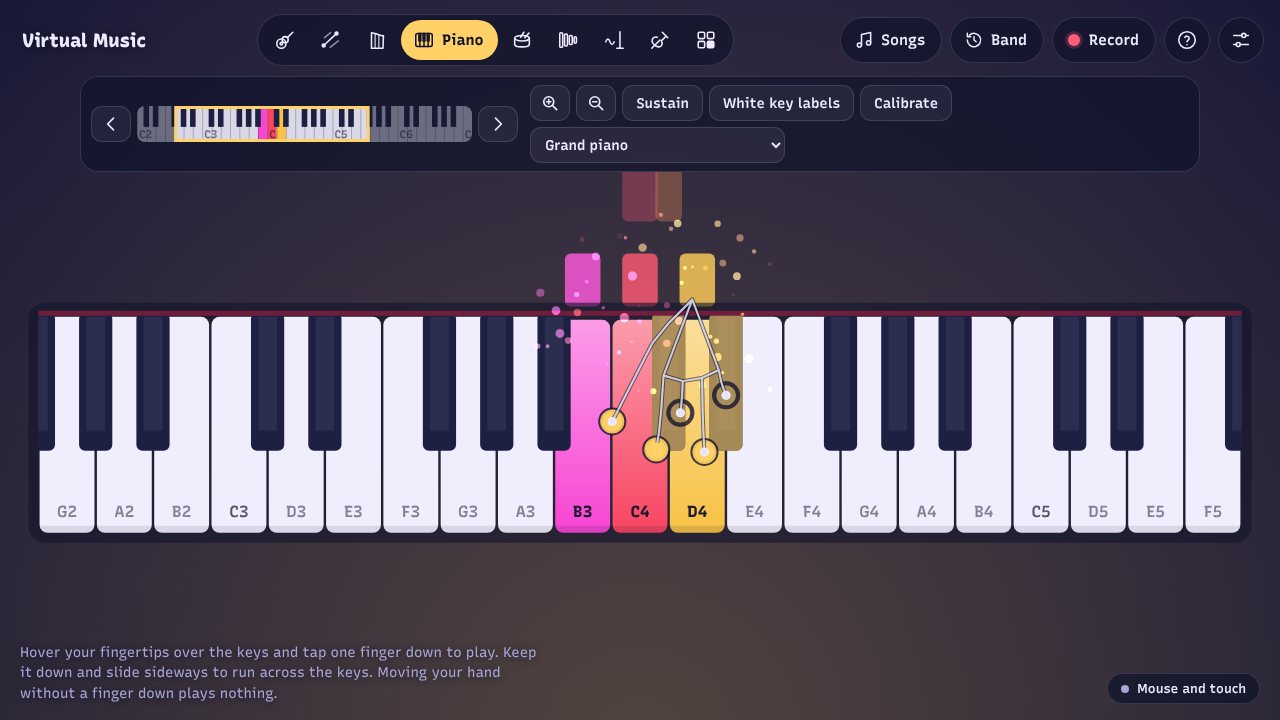 Virtual Music
Piano
Songs
Band
Record
C2 C3 C C5 C6 C
Sustain
White key labels
Calibrate
Grand piano
G2 A2 B2 C3 D3 E3 F3 G3 A3 B3 C4 D4 E4 F4 G4 A4 B4 C5 D5 E5 F5
Hover your fingertips over the keys and tap one finger down to play. Keep
it down and slide sideways to run across the keys. Moving your hand
without a finger down plays nothing.
Mouse and touch